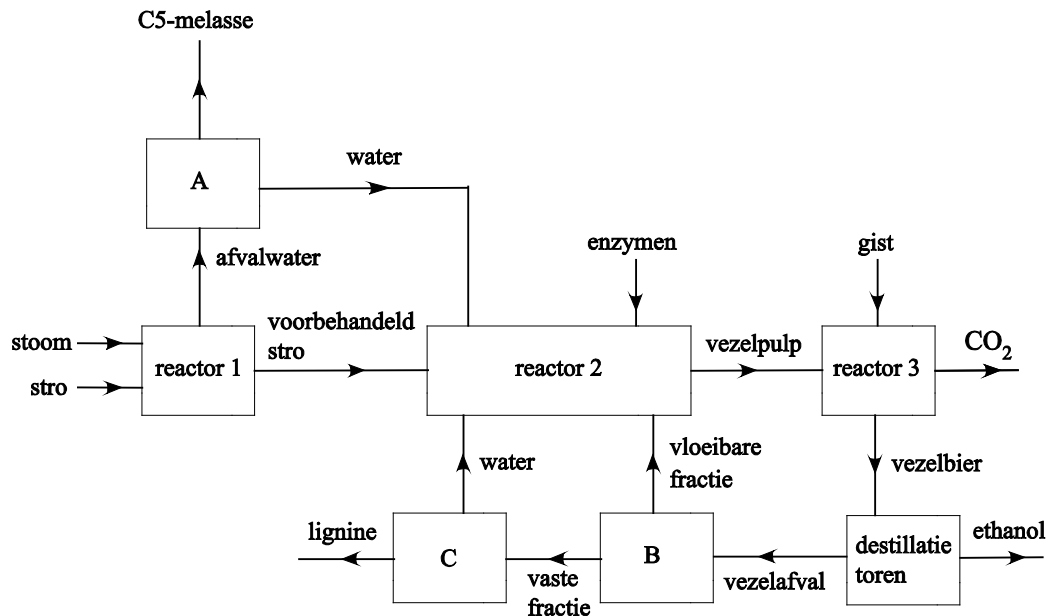 C5-melasse
A
water
afvalwater
enzymen
gist
stoom
stro
reactor 1
voorbehandeld
stro
reactor 2
vezelpulp
reactor 3
CO2
water
vloeibare
fractie
vezelbier
lignine
C
vaste
fractie
B
vezelafval
destillatie
toren
ethanol